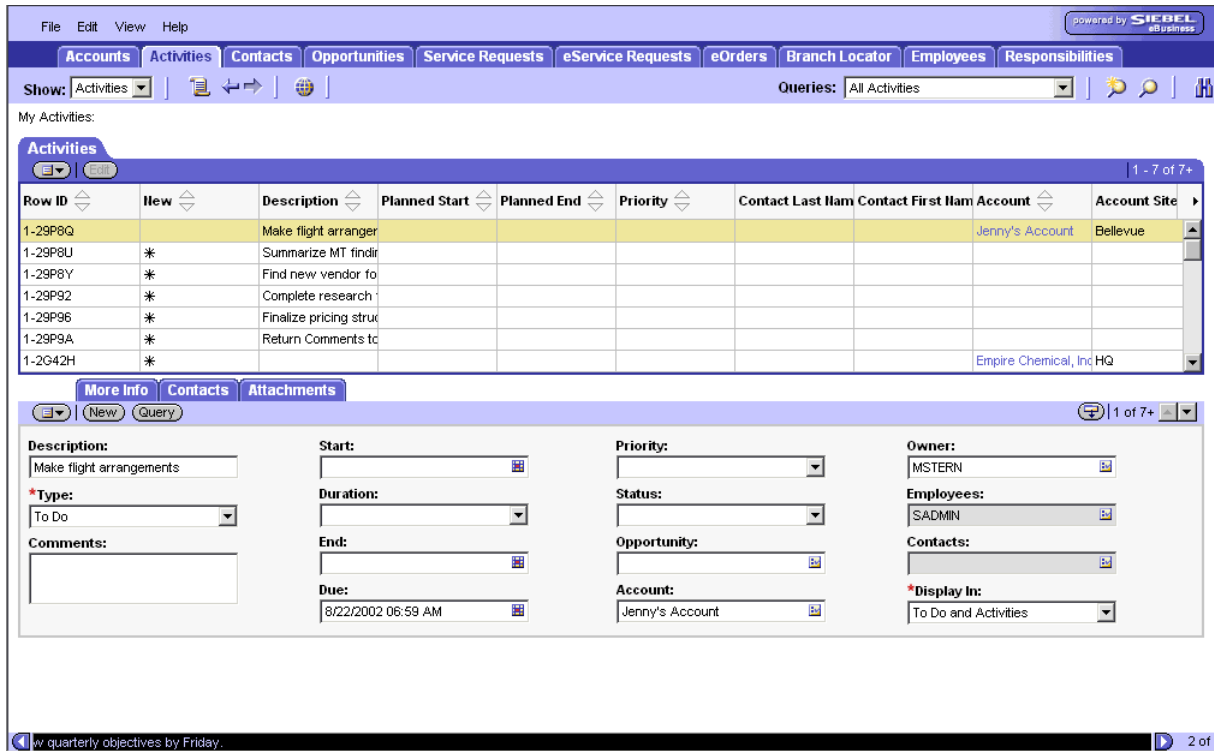 File Edit View Help
powered by SIEBEL eBusiness
Accounts Activities Contacts Opportunities Service Requests eService Requests eOrders Branch Locator Employees Responsibilities
Show: Activities Queries: All Activities
My Activities:
Activities
Edit 1 - 7 of 7+
Row ID New Description Planned Start Planned End Priority Contact Last Nam Contact First Nam Account Account Site
1-29P8Q Make flight arranger Jenny's Account Bellevue
1-29P8U * Summarize MT findir
1-29P8Y * Find new vendor fo
1-29P92 * Complete research
1-29P96 * Finalize pricing struc
1-29P9A * Return Comments to
1-2G42H * Empire Chemical, Inc HQ
More Info Contacts Attachments
New Query 1 of 7+
Description: Start: Priority: Owner:
Make flight arrangements MSTERN
*Type: Duration: Status: Employees:
To Do SADMIN
Comments: End: Opportunity: Contacts:
Due: Account: *Display In:
8/22/2002 06:59 AM Jenny's Account To Do and Activities
w quarterly objectives by Friday. 2 of